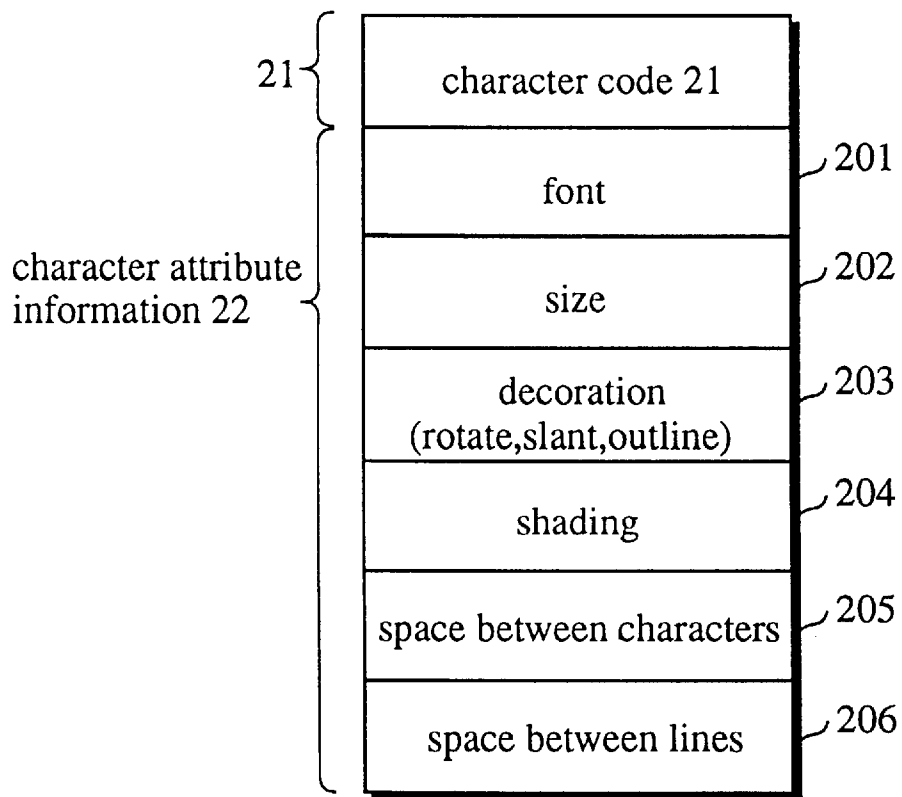 21
character code 21
font
201
character attribute
information 22
size
202
decoration
(rotate,slant,outline)
203
shading
204
space between characters
205
space between lines
206